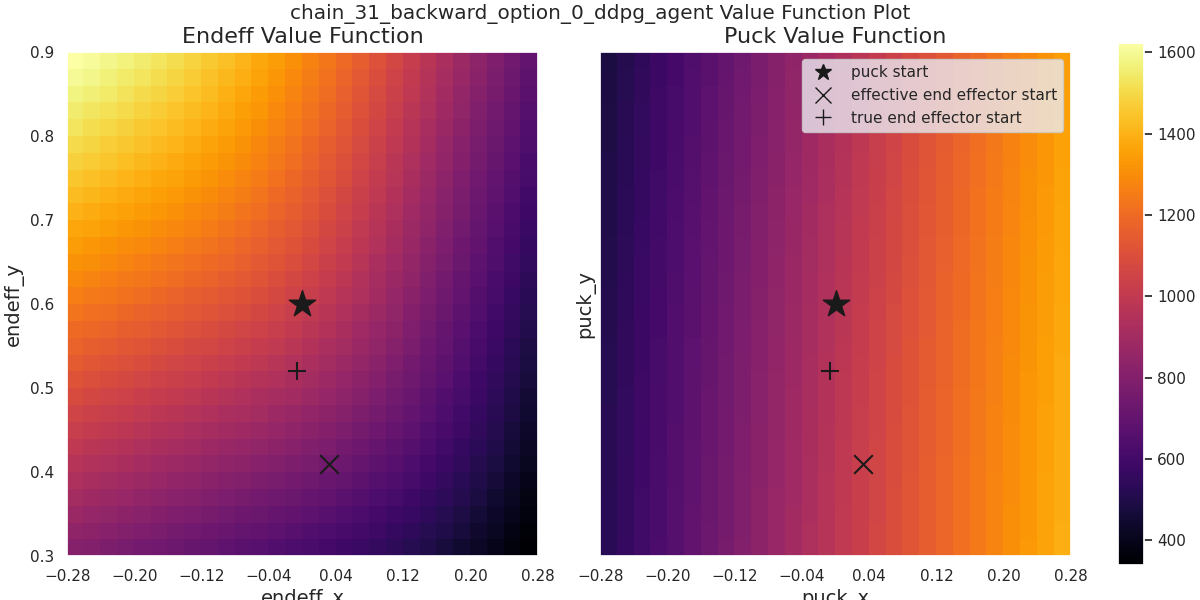 chain_31_backward_option_0_ddpg_agent Value Function Plot
Endeff Value Function
Puck Value Function
0.9
0.8
0.7
0.6
0.5
0.4
0.3
endeff_y
−0.28 −0.20 −0.12 −0.04 0.04 0.12 0.20 0.28
endeff_x
puck start
effective end effector start
true end effector start
puck_y
−0.28 −0.20 −0.12 −0.04 0.04 0.12 0.20 0.28
puck_x
1600
1400
1200
1000
800
600
400